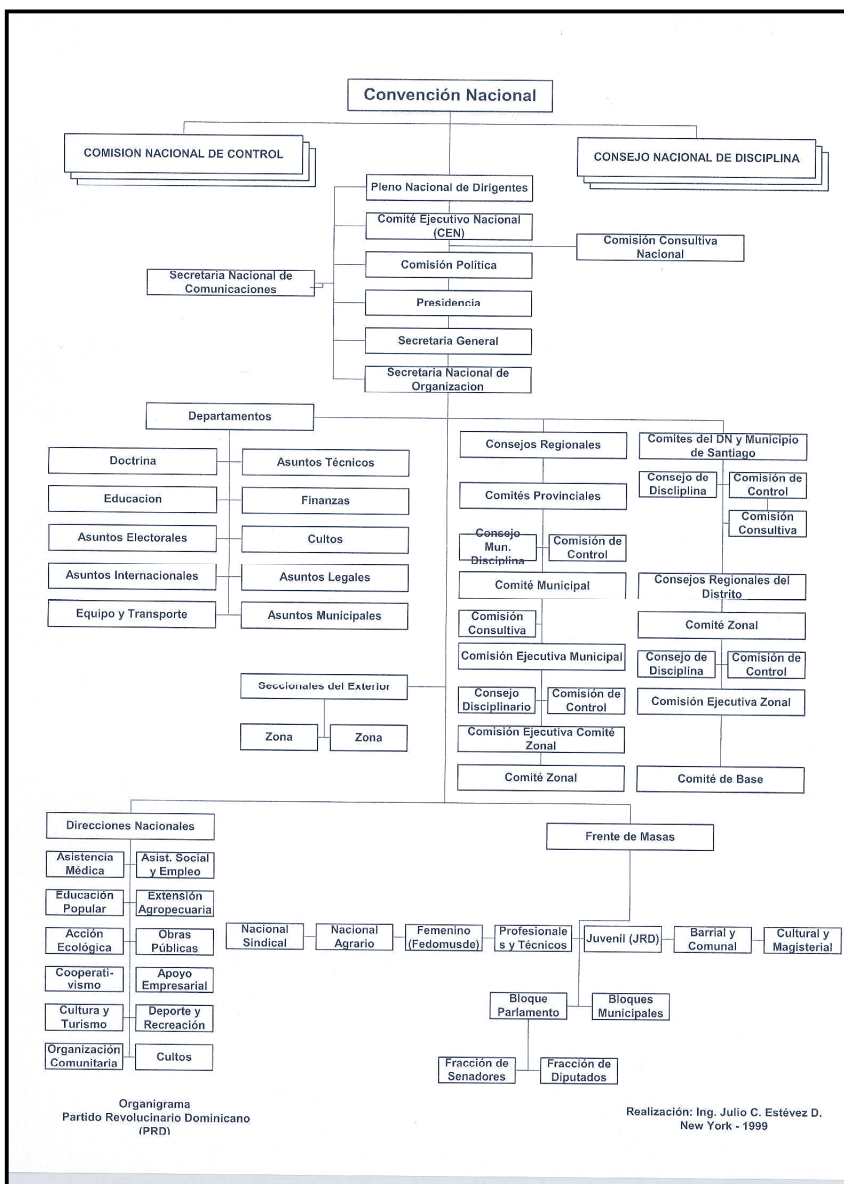 Convención Nacional
COMISION NACIONAL DE CONTROL
CONSEJO NACIONAL DE DISCIPLINA
Pleno Nacional de Dirigentes
Comité Ejecutivo Nacional
(CEN)
Comisión Consultiva
Nacional
Comisión Política
Secretaria Nacional de
Comunicaciones
Presidencia
Secretaria General
Secretaria Nacional de
Organizacion
Departamentos
Doctrina
Asuntos Técnicos
Educacion
Finanzas
Asuntos Electorales
Cultos
Asuntos Internacionales
Asuntos Legales
Equipo y Transporte
Asuntos Municipales
Consejos Regionales
Comités Provinciales
Consejo
Mun.
Disciplina
Comisión de
Control
Comité Municipal
Comisión
Consultiva
Comisión Ejecutiva Municipal
Consejo
Disciplinario
Comisión de
Control
Comisión Ejecutiva Comité
Zonal
Comité Zonal
Comites del DN y Municipio
de Santiago
Consejo de
Discliplina
Comisión de
Control
Comisión
Consultiva
Consejos Regionales del
Distrito
Comité Zonal
Consejo de
Disciplina
Comisión de
Control
Comisión Ejecutiva Zonal
Comité de Base
Seccionales del Exterior
Zona
Zona
Direcciones Nacionales
Asistencia
Médica
Asist. Social
y Empleo
Educación
Popular
Extensión
Agropecuaria
Acción
Ecológica
Obras
Públicas
Cooperati-
vismo
Apoyo
Empresarial
Cultura y
Turismo
Deporte y
Recreación
Organización
Comunitaria
Cultos
Frente de Masas
Nacional
Sindical
Nacional
Agrario
Femenino
(Fedomusde)
Profesionale
s y Técnicos
Juvenil (JRD)
Barrial y
Comunal
Cultural y
Magisterial
Bloque
Parlamento
Bloques
Municipales
Fracción de
Senadores
Fracción de
Diputados
Organigrama
Partido Revolucinario Dominicano
(PRD)
Realización: Ing. Julio C. Estévez D.
New York - 1999